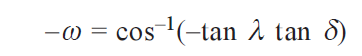 −ω = cos⁻¹(−tan λ tan δ)